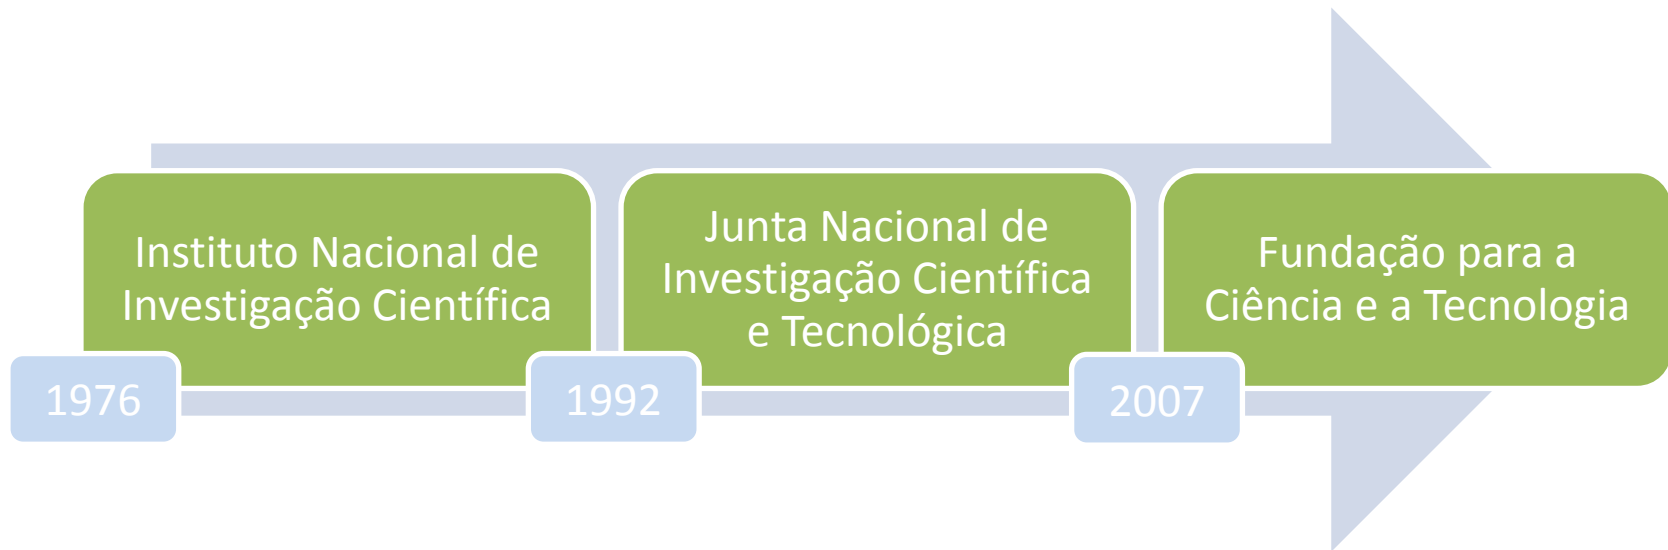 Instituto Nacional de
Investigação Científica
1976
Junta Nacional de
Investigação Científica
e Tecnológica
1992
Fundação para a
Ciência e a Tecnologia
2007